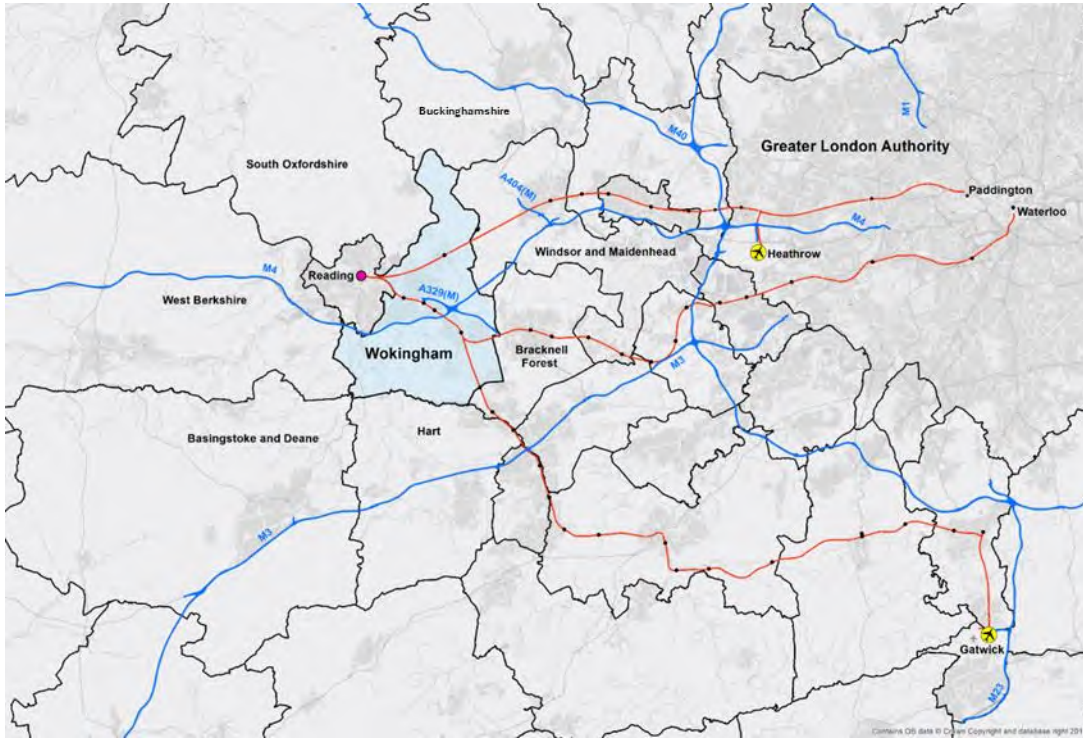 Buckinghamshire
M40
M1
Greater London Authority
South Oxfordshire
A404(M)
Paddington
Waterloo
M4
Windsor and Maidenhead
Heathrow
Reading
M4
West Berkshire
A329(M)
Wokingham
Bracknell
Forest
M3
Basingstoke and Deane
Hart
M3
Gatwick
M23
Contains OS data © Crown Copyright and database right 201